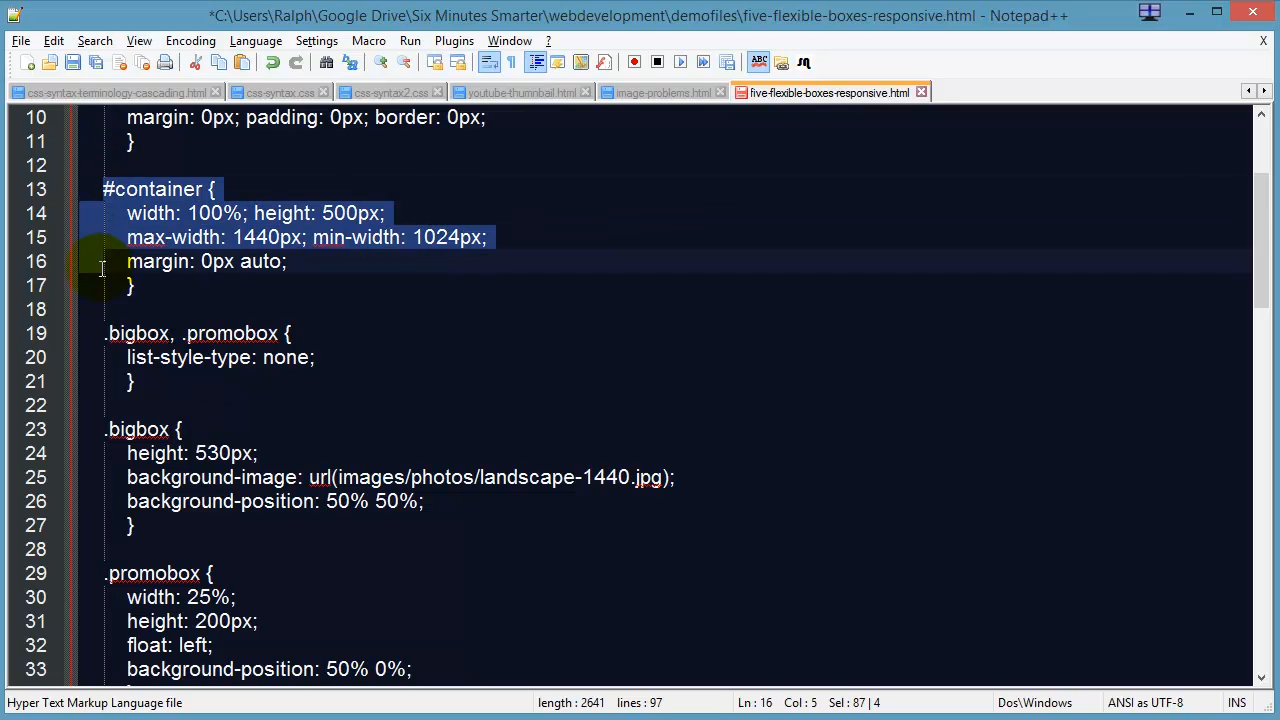 *C:\Users\Ralph\Google Drive\Six Minutes Smarter\webdevelopment\demofiles\five-flexible-boxes-responsive.html - Notepad++
File Edit Search View Encoding Language Settings Macro Run Plugins Window ? X
css-syntax-terminology-cascading.html css-syntax.css css-syntax2.css youtube-thumbnail.html image-problems.html five-flexible-boxes-responsive.html
10 margin: 0px; padding: 0px; border: 0px;
11 }
12
13 #container {
14 width: 100%; height: 500px;
15 max-width: 1440px; min-width: 1024px;
16 margin: 0px auto;
17 }
18
19 .bigbox, .promobox {
20 list-style-type: none;
21 }
22
23 .bigbox {
24 height: 530px;
25 background-image: url(images/photos/landscape-1440.jpg);
26 background-position: 50% 50%;
27 }
28
29 .promobox {
30 width: 25%;
31 height: 200px;
32 float: left;
33 background-position: 50% 0%;
Hyper Text Markup Language file length : 2641 lines : 97 Ln : 16 Col : 5 Sel : 87 | 4 Dos\Windows ANSI as UTF-8 INS